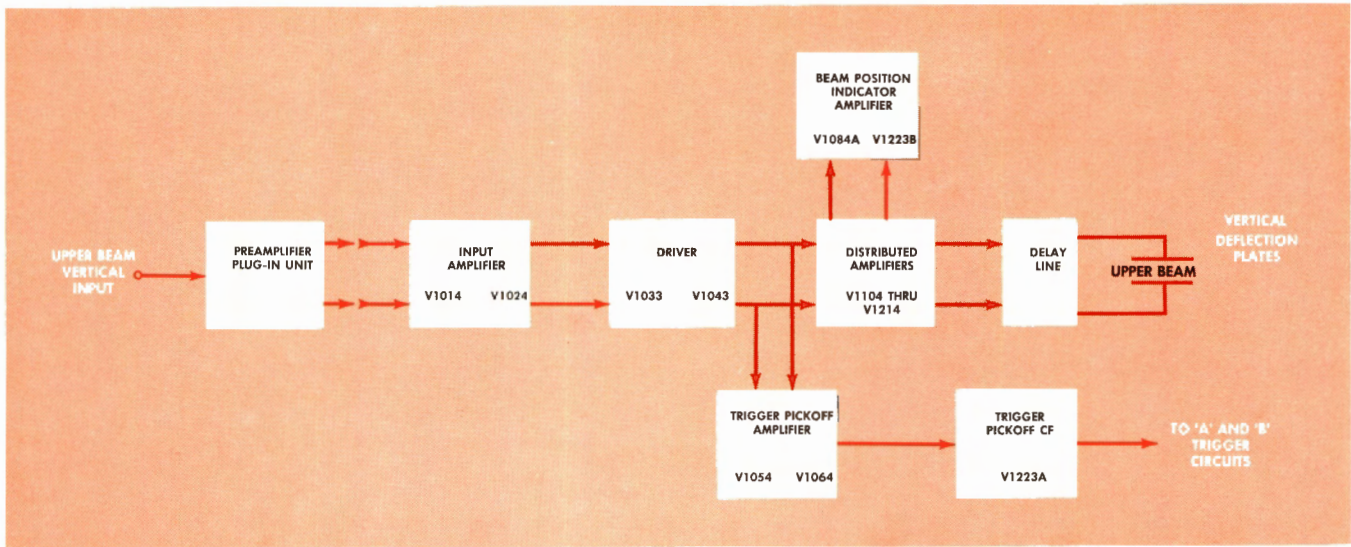 UPPER BEAM
VERTICAL
INPUT
PREAMPLIFIER
PLUG-IN UNIT
INPUT
AMPLIFIER
V1014 V1024
DRIVER
V1033 V1043
BEAM POSITION
INDICATOR
AMPLIFIER
V1084A V1223B
DISTRIBUTED
AMPLIFIERS
V1104 THRU
V1214
DELAY
LINE
UPPER BEAM
VERTICAL
DEFLECTION
PLATES
TRIGGER PICKOFF
AMPLIFIER
V1054 V1064
TRIGGER
PICKOFF CF
V1223A
TO 'A' AND 'B'
TRIGGER
CIRCUITS